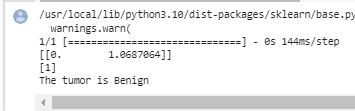 /usr/local/lib/python3.10/dist-packages/sklearn/base.py
warnings.warn(
1/1 [==============================] - 0s 144ms/step
[[0. 1.0687064]]
[1]
The tumor is Benign